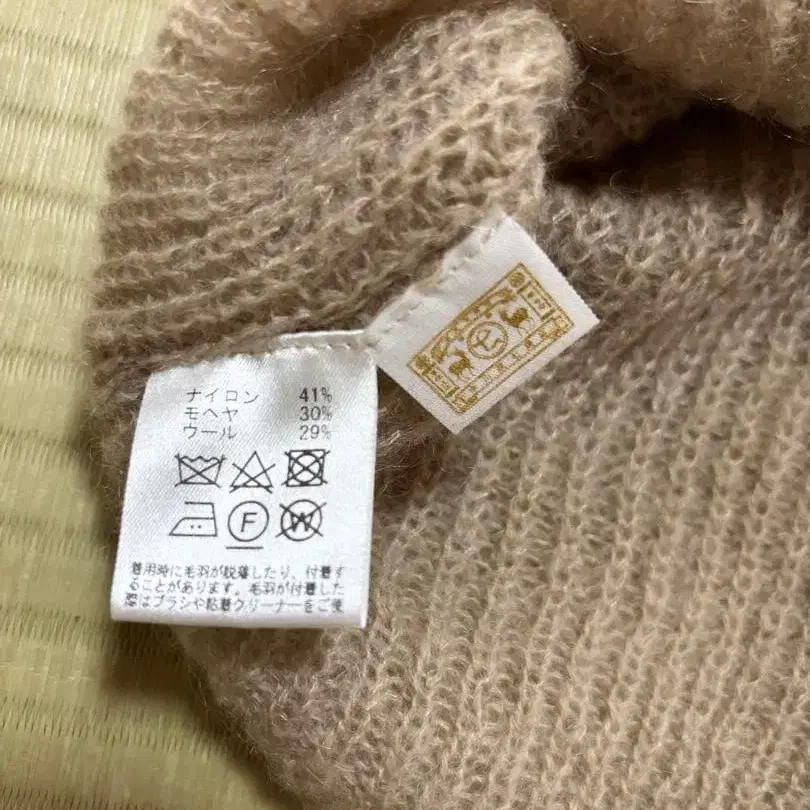 ナイロン 41%
モヘヤ 30%
ウール 29%
F W
着用時に毛羽が脱落したり、付着す
ることがあります。毛羽が付着した
際はブラシや粘着クリーナーをご使